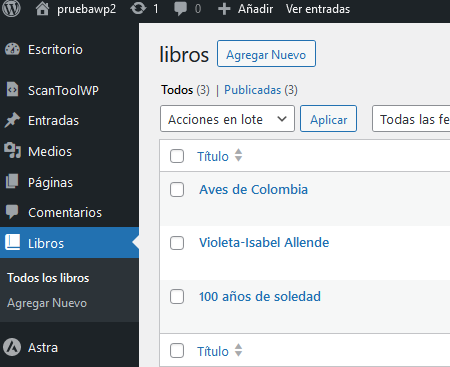 pruebawp2 1 0 + Añadir Ver entradas
Escritorio
ScanToolWP
Entradas
Medios
Páginas
Comentarios
Libros
Todos los libros
Agregar Nuevo
Astra
libros Agregar Nuevo
Todos (3) | Publicadas (3)
Acciones en lote Aplicar Todas las fe
Título
Aves de Colombia
Violeta-Isabel Allende
100 años de soledad
Título